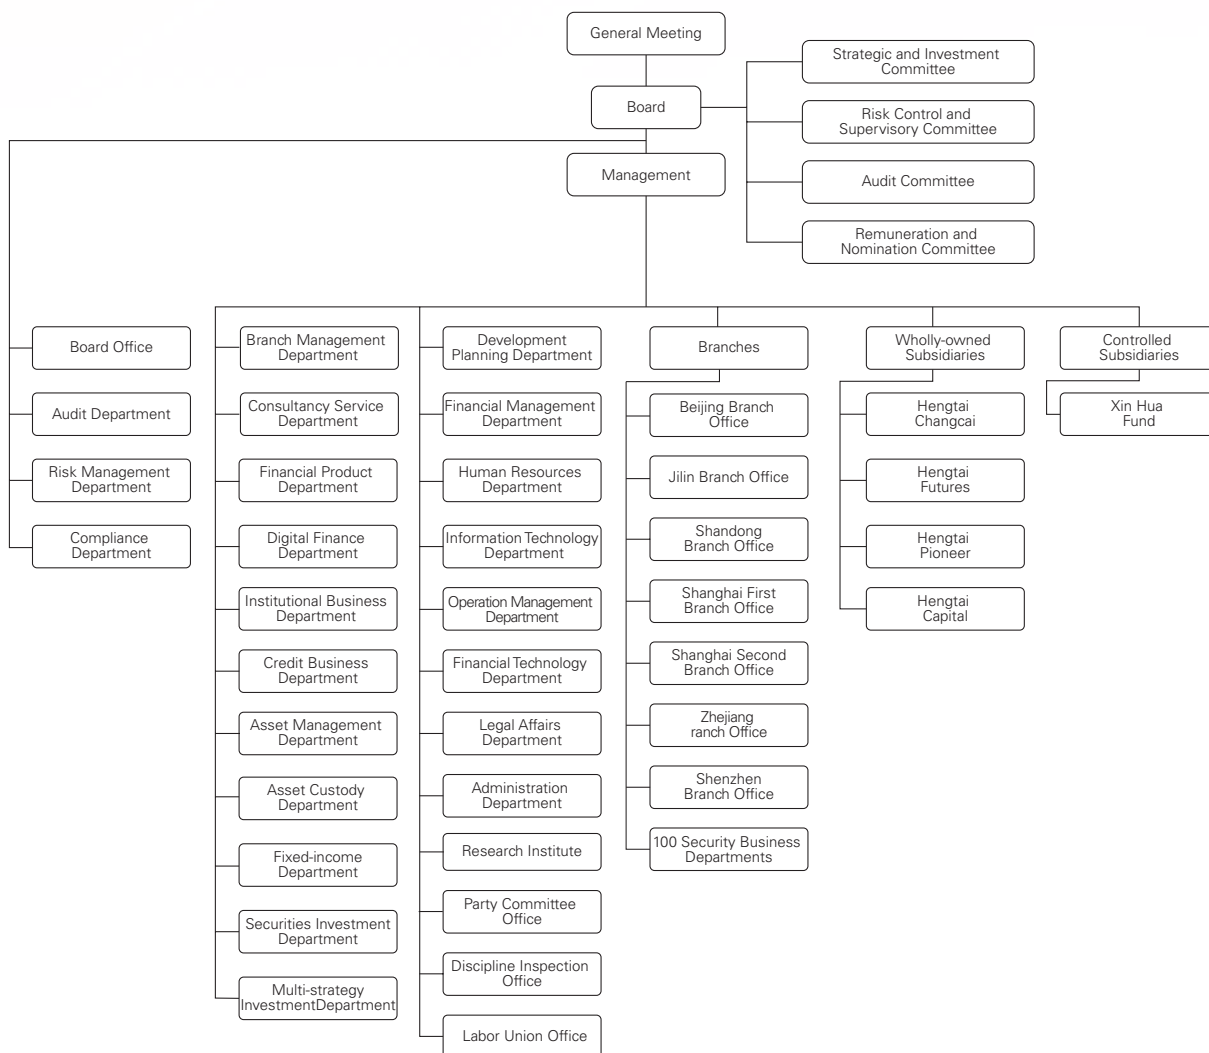 General Meeting
Strategic and Investment
Committee
Board
Risk Control and
Supervisory Committee
Management
Audit Committee
Remuneration and
Nomination Committee
Board Office
Audit Department
Risk Management
Department
Compliance
Department
Branch Management
Department
Consultancy Service
Department
Financial Product
Department
Digital Finance
Department
Institutional Business
Department
Credit Business
Department
Asset Management
Department
Asset Custody
Department
Fixed-income
Department
Securities Investment
Department
Multi-strategy
InvestmentDepartment
Development
Planning Department
Financial Management
Department
Human Resources
Department
Information Technology
Department
Operation Management
Department
Financial Technology
Department
Legal Affairs
Department
Administration
Department
Research Institute
Party Committee
Office
Discipline Inspection
Office
Labor Union Office
Branches
Beijing Branch
Office
Jilin Branch Office
Shandong
Branch Office
Shanghai First
Branch Office
Shanghai Second
Branch Office
Zhejiang
ranch Office
Shenzhen
Branch Office
100 Security Business
Departments
Wholly-owned
Subsidiaries
Hengtai
Changcai
Hengtai
Futures
Hengtai
Pioneer
Hengtai
Capital
Controlled
Subsidiaries
Xin Hua
Fund